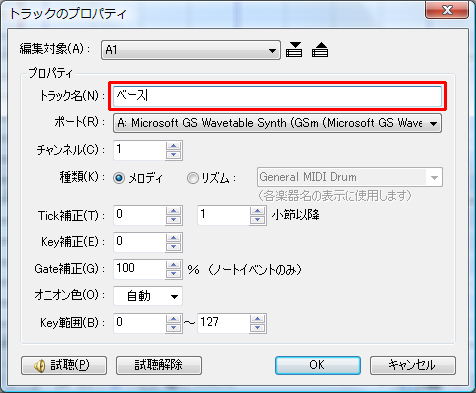 トラックのプロパティ
編集対象(A): A1
プロパティ
トラック名(N): ベース
ポート(R): A: Microsoft GS Wavetable Synth (GSm (Microsoft GS Wave
チャンネル(C): 1
種類(K): メロディ リズム: General MIDI Drum
(各楽器名の表示に使用します)
Tick補正(T): 0 1 小節以降
Key補正(E): 0
Gate補正(G): 100 % (ノートイベントのみ)
オニオン色(O): 自動
Key範囲(B): 0 ～ 127
試聴(P) 試聴解除 OK キャンセル